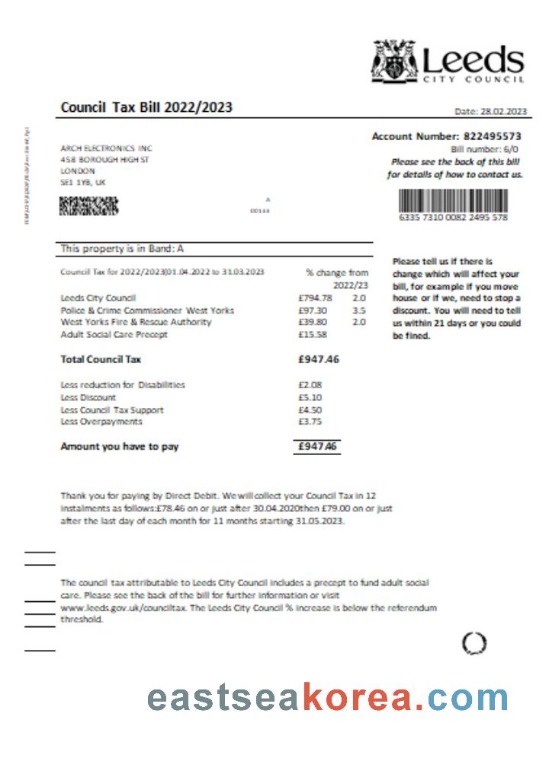 Leeds
CITY COUNCIL
Council Tax Bill 2022/2023
Date: 28.02.2023
Account Number: 822495573
Bill number: 6/0
Please see the back of this bill
for details of how to contact us.
ARCH ELECTRONICS INC
458 BOROUGH HIGH ST
LONDON
SE1 1YB, UK
A
6335 7310 0082 2495 578
This property is in Band: A
Council Tax for 2022/2023(01.04.2022 to 31.03.2023
% change from
2022/23
Leeds City Council £794.78 2.0
Police & Crime Commissioner West Yorks £97.30 3.5
West Yorks Fire & Rescue Authority £39.80 2.0
Adult Social Care Precept £15.58
Total Council Tax £947.46
Less reduction for Disabilities £2.08
Less Discount £5.10
Less Council Tax Support £4.50
Less Overpayments £3.75
Amount you have to pay £947.46
Please tell us if there is
change which will affect your
bill, for example if you move
house or if we, need to stop a
discount. You will need to tell
us within 21 days or you could
be fined.
Thank you for paying by Direct Debit. We will collect your Council Tax in 12
instalments as follows:£78.46 on or just after 30.04.2020then £79.00 on or just
after the last day of each month for 11 months starting 31.05.2023.
The council tax attributable to Leeds City Council includes a precept to fund adult social
care. Please see the back of the bill for further information or visit
www.leeds.gov.uk/counciltax. The Leeds City Council % increase is below the referendum
threshold.
eastseakorea.com